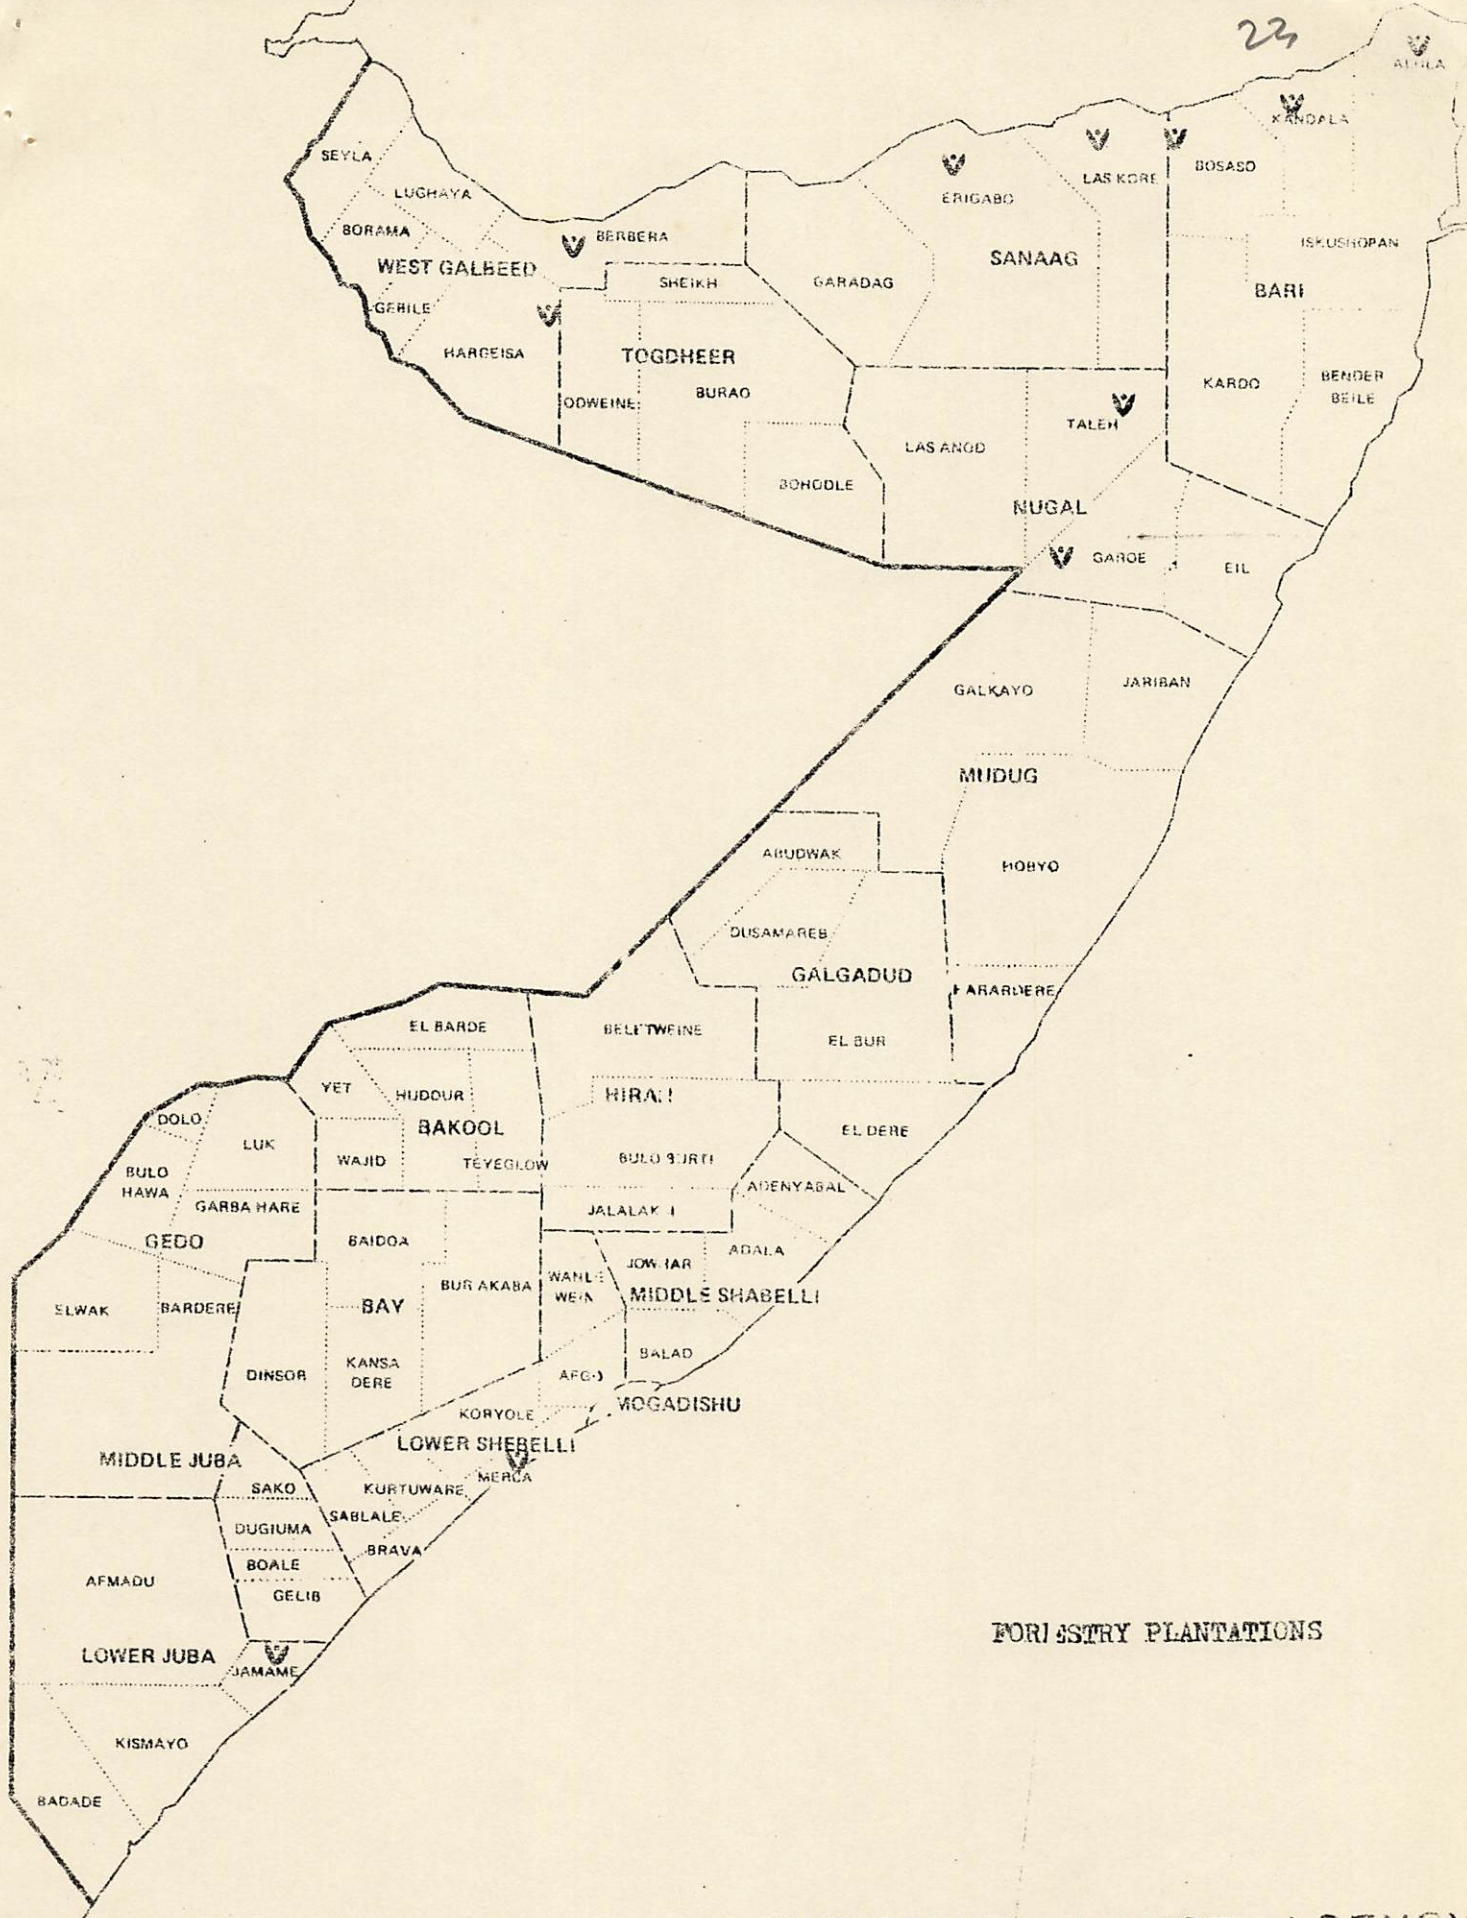 23
ALULA
KANDALA
SEYLA
LUGHAYA
LAS KORE
BOSASO
ERIGABO
BORAMA
BERBERA
ISKUSHOPAN
WEST GALBEED
SANAAG
SHEIKH
GARADAG
BARI
GEBILE
HARGEISA
TOGDHEER
ODWEINE
BURAO
KARDO
BENDER
BEILE
TALEH
LAS ANOD
BOHODLE
NUGAL
GAROE
EIL
GALKAYO
JARIBAN
MUDUG
ABUDWAK
HOBYO
DUSAMAREB
GALGADUD
HARARDERE
EL BARDE
BELETWEINE
EL BUR
YET
HUDDUR
HIRAN
DOLO
BAKOOL
EL DERE
LUK
WAJID
TEYEGLOW
BULO BURTI
BULO
HAWA
ADENYABAL
GARBA HARE
JALALAKSI
GEDO
BAIDOA
JOWHAR
ADALA
BUR AKABA
WANLE
WEIN
MIDDLE SHABELLI
ELWAK
BARDERE
BAY
BALAD
DINSOR
KANSA
DERE
AFGOI
MOGADISHU
KORYOLE
LOWER SHEBELLI
MIDDLE JUBA
MERCA
SAKO
KURTUWARE
SABLALE
DUGIUMA
BRAVA
BOALE
AFMADU
GELIB
FORESTRY PLANTATIONS
LOWER JUBA
JAMAME
KISMAYO
BADADE